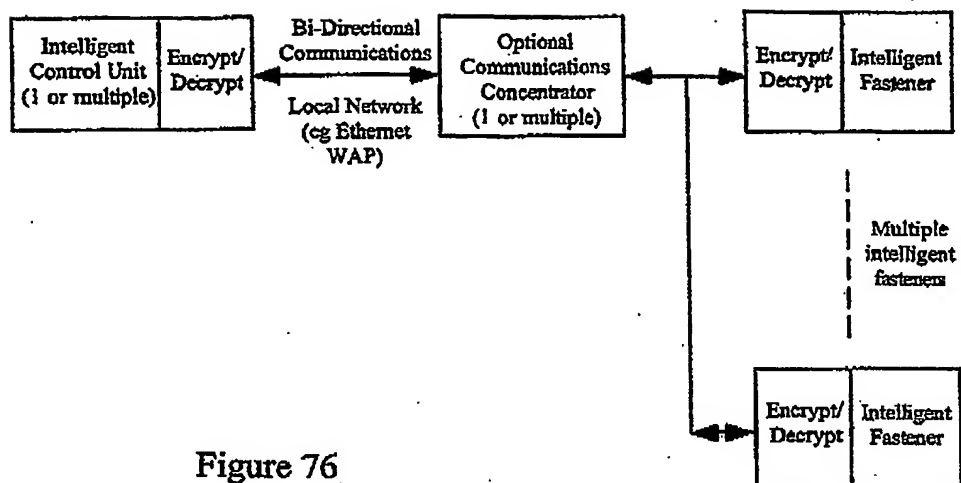 Intelligent
Control Unit
(1 or multiple)
Encrypt/
Decrypt
Bi-Directional
Communications
Local Network
(eg Ethernet
WAP)
Optional
Communications
Concentrator
(1 or multiple)
Encrypt/
Decrypt
Intelligent
Fastener
Multiple
intelligent
fasteners
Encrypt/
Decrypt
Intelligent
Fastener
Figure 76